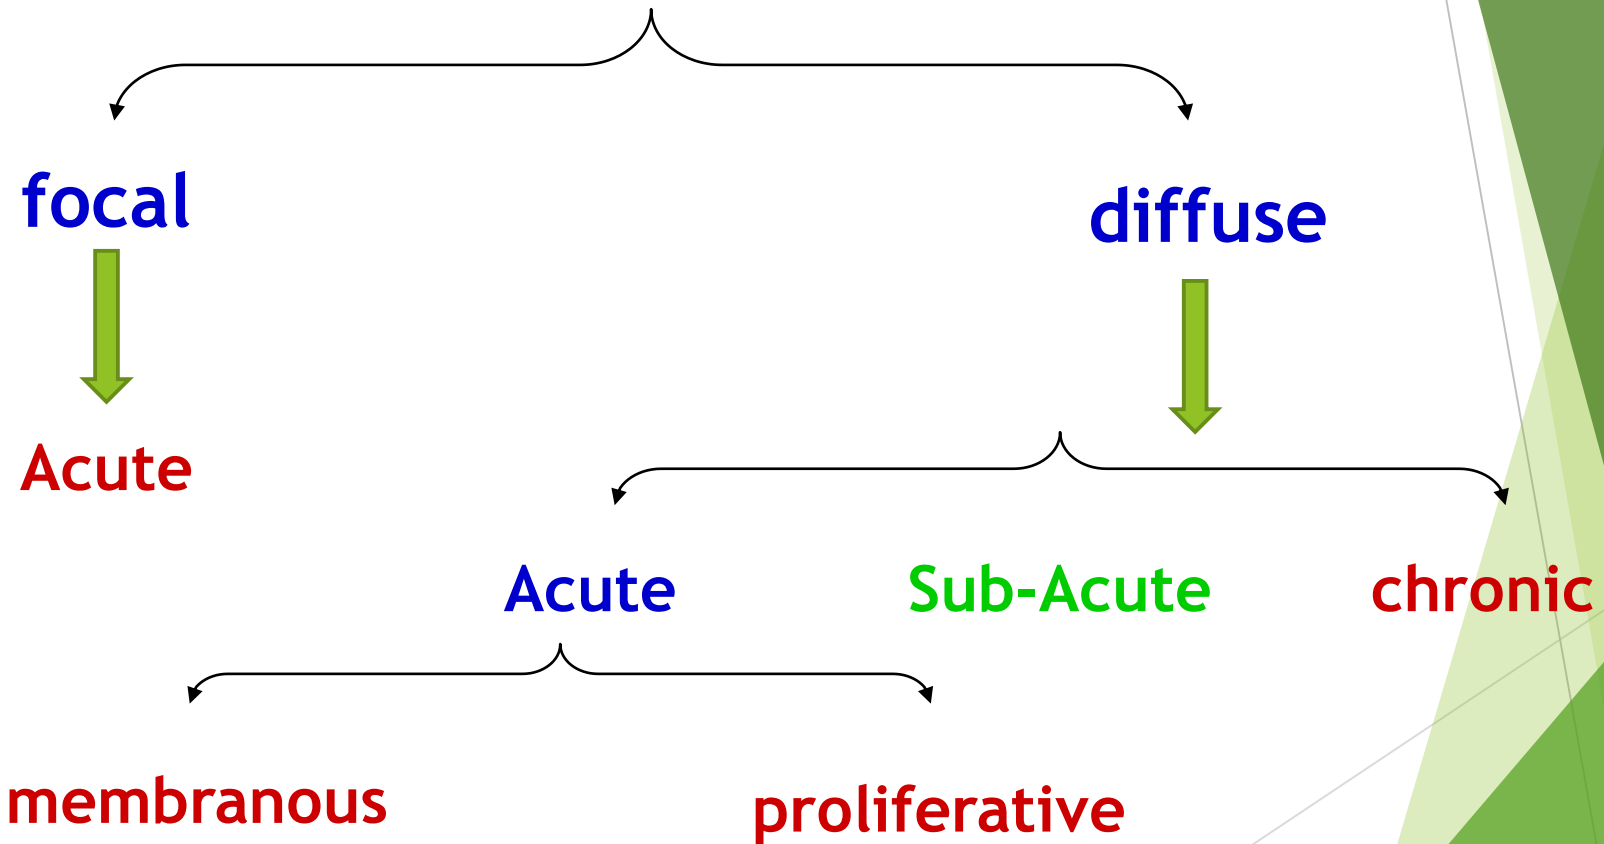 focal
diffuse
Acute
Acute
Sub-Acute
chronic
membranous
proliferative